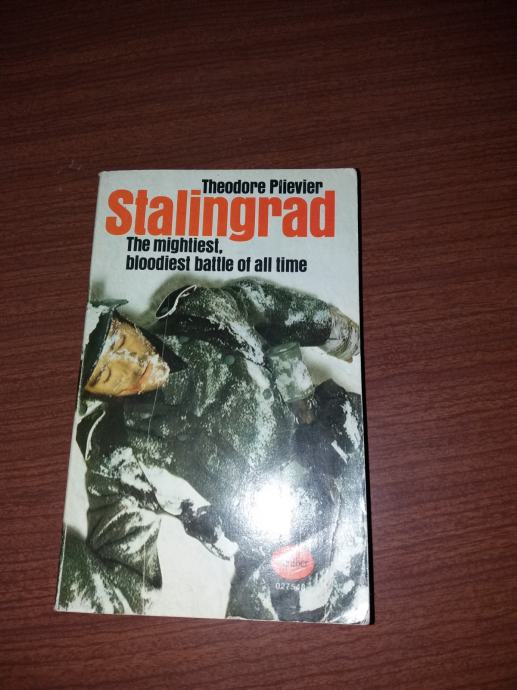 Theodore Plievier
Stalingrad
The mightiest,
bloodiest battle of all time